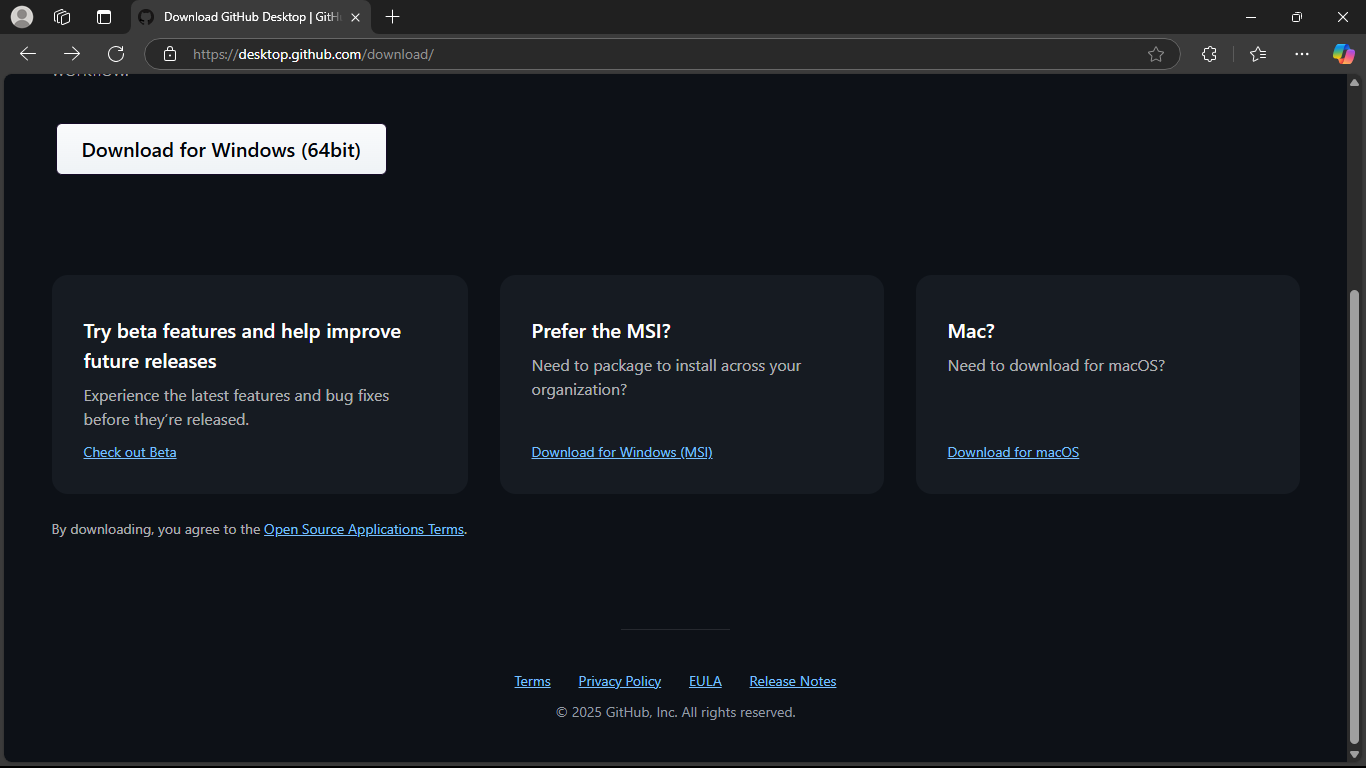 Download GitHub Desktop | GitH
https://desktop.github.com/download/
Download for Windows (64bit)
Try beta features and help improve
future releases
Experience the latest features and bug fixes
before they’re released.
Check out Beta
Prefer the MSI?
Need to package to install across your
organization?
Download for Windows (MSI)
Mac?
Need to download for macOS?
Download for macOS
By downloading, you agree to the Open Source Applications Terms.
Terms Privacy Policy EULA Release Notes
© 2025 GitHub, Inc. All rights reserved.